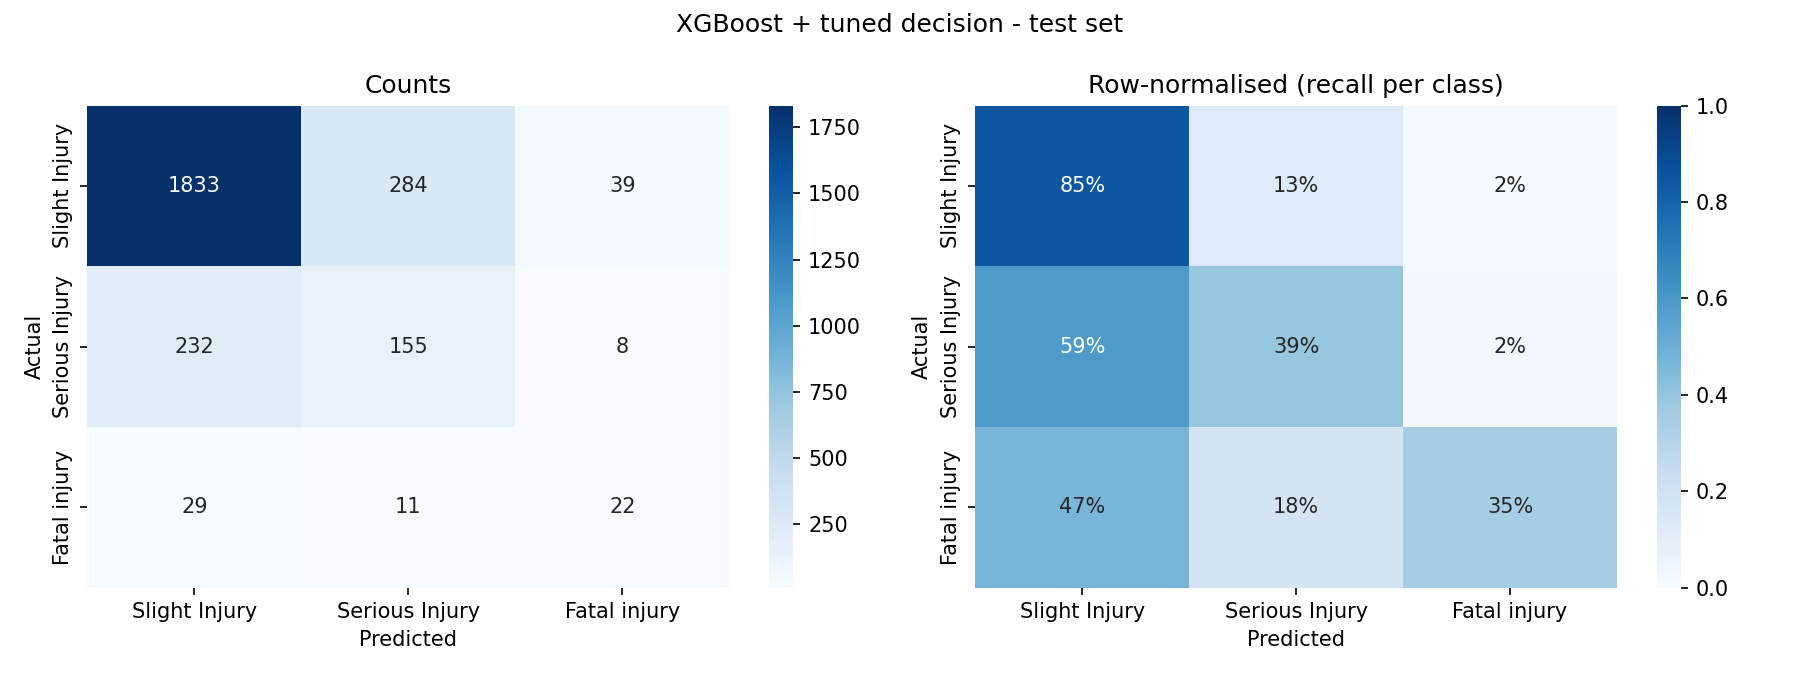 XGBoost + tuned decision - test set
Counts
1833 284 39
232 155 8
29 11 22
Slight Injury
Serious Injury
Fatal injury
Actual
Slight Injury Serious Injury Fatal injury
Predicted
1750
1500
1250
1000
750
500
250
Row-normalised (recall per class)
85% 13% 2%
59% 39% 2%
47% 18% 35%
Slight Injury
Serious Injury
Fatal injury
Actual
Slight Injury Serious Injury Fatal injury
Predicted
1.0
0.8
0.6
0.4
0.2
0.0